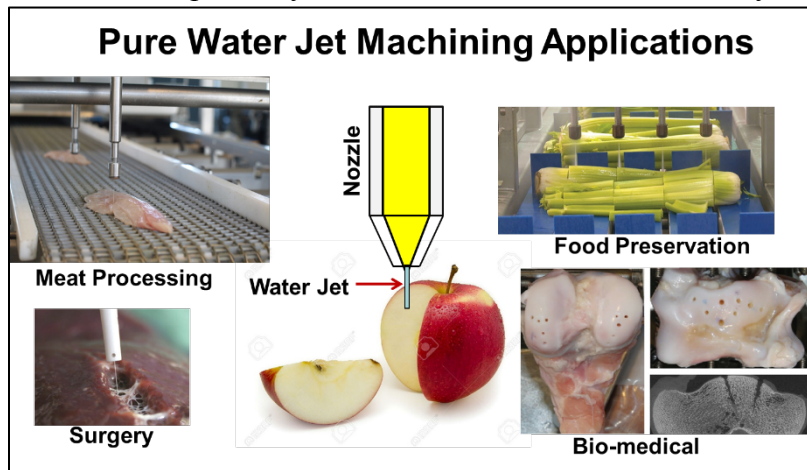 Pure Water Jet Machining Applications
Nozzle
Meat Processing
Water Jet
Food Preservation
Surgery
Bio-medical